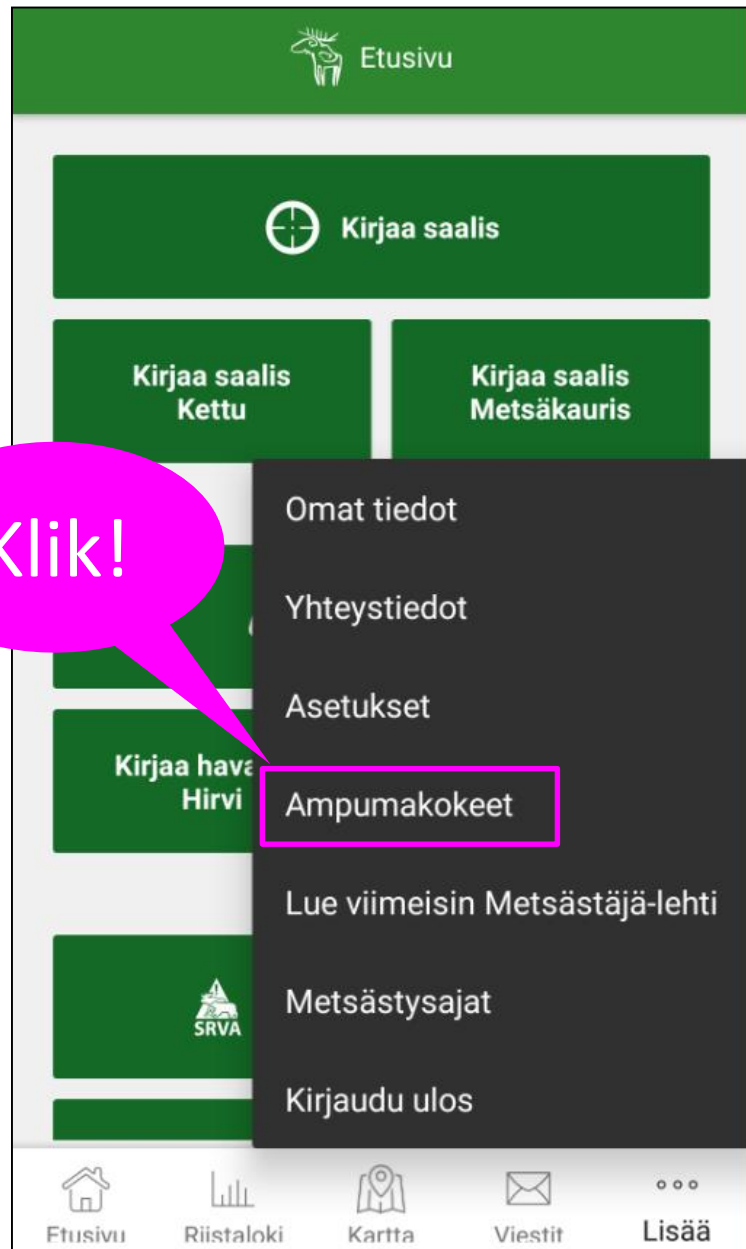 Etusivu
Kirjaa saalis
Kirjaa saalis
Kettu
Kirjaa saalis
Metsäkauris
Klik!
Omat tiedot
Yhteystiedot
Asetukset
Kirjaa
Hirvi
Ampumakokeet
Lue viimeisin Metsästäjä-lehti
SRVA
Metsästysajat
Kirjaudu ulos
Etusivu
Riistaloki
Kartta
Viestit
Lisää